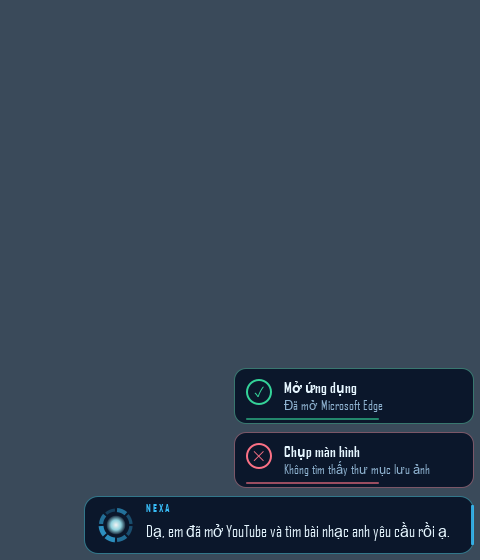 Mở ứng dụng
Đã mở Microsoft Edge
Chụp màn hình
Không tìm thấy thư mục lưu ảnh
NEXA
Dạ, em đã mở YouTube và tìm bài nhạc anh yêu cầu rồi ạ.